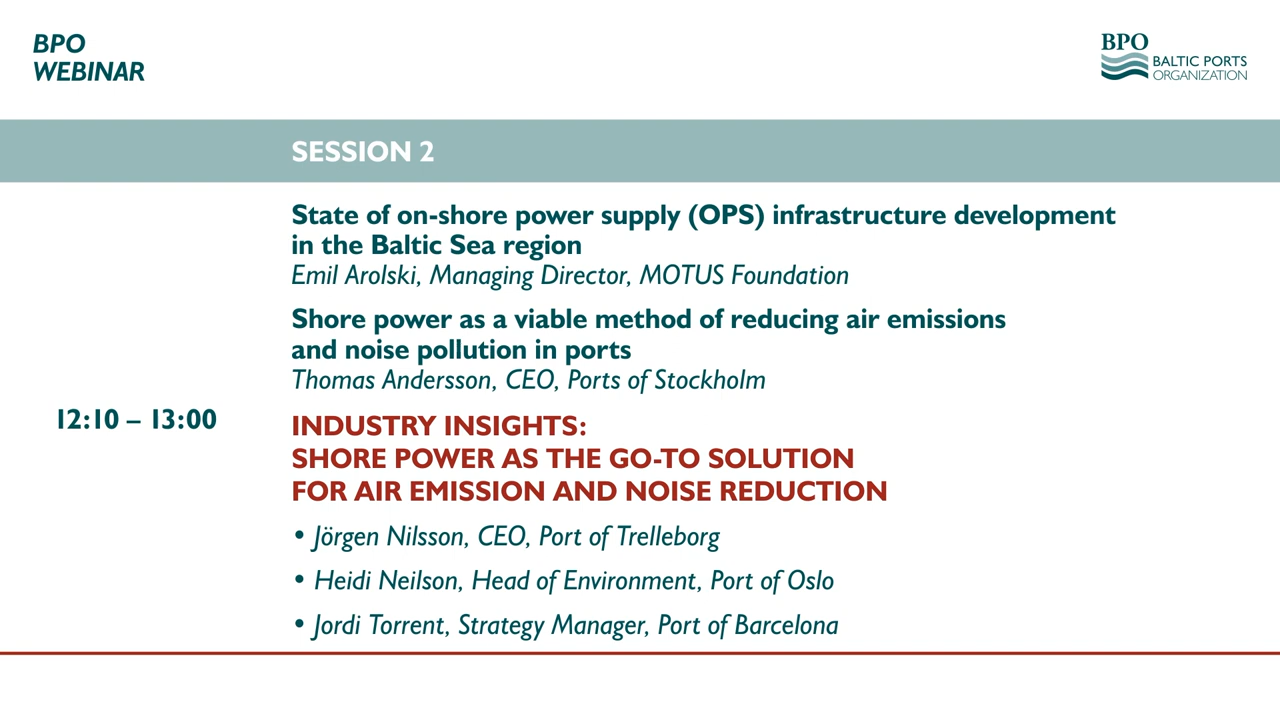 BPO
WEBINAR
BPO
BALTIC PORTS
ORGANIZATION
SESSION 2
State of on-shore power supply (OPS) infrastructure development
in the Baltic Sea region
Emil Arolski, Managing Director, MOTUS Foundation
Shore power as a viable method of reducing air emissions
and noise pollution in ports
Thomas Andersson, CEO, Ports of Stockholm
12:10 – 13:00
INDUSTRY INSIGHTS:
SHORE POWER AS THE GO-TO SOLUTION
FOR AIR EMISSION AND NOISE REDUCTION
• Jörgen Nilsson, CEO, Port of Trelleborg
• Heidi Neilson, Head of Environment, Port of Oslo
• Jordi Torrent, Strategy Manager, Port of Barcelona